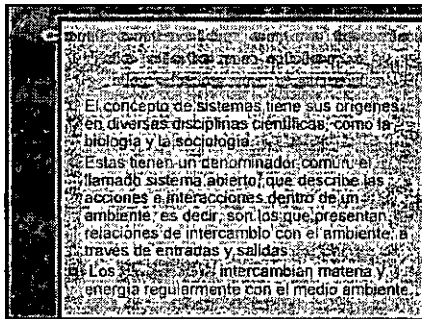 El concepto de sistemas tiene sus orígenes
en diversas disciplinas científicas, como la
biología y la sociología.
Estas tienen un denominador común, el
llamado sistema abierto, que describe las
acciones e interacciones dentro de un
ambiente, es decir, son los que presentan
relaciones de intercambio con el ambiente, a
través de entradas y salidas.
Los intercambian materia y
energía regularmente con el medio ambiente.